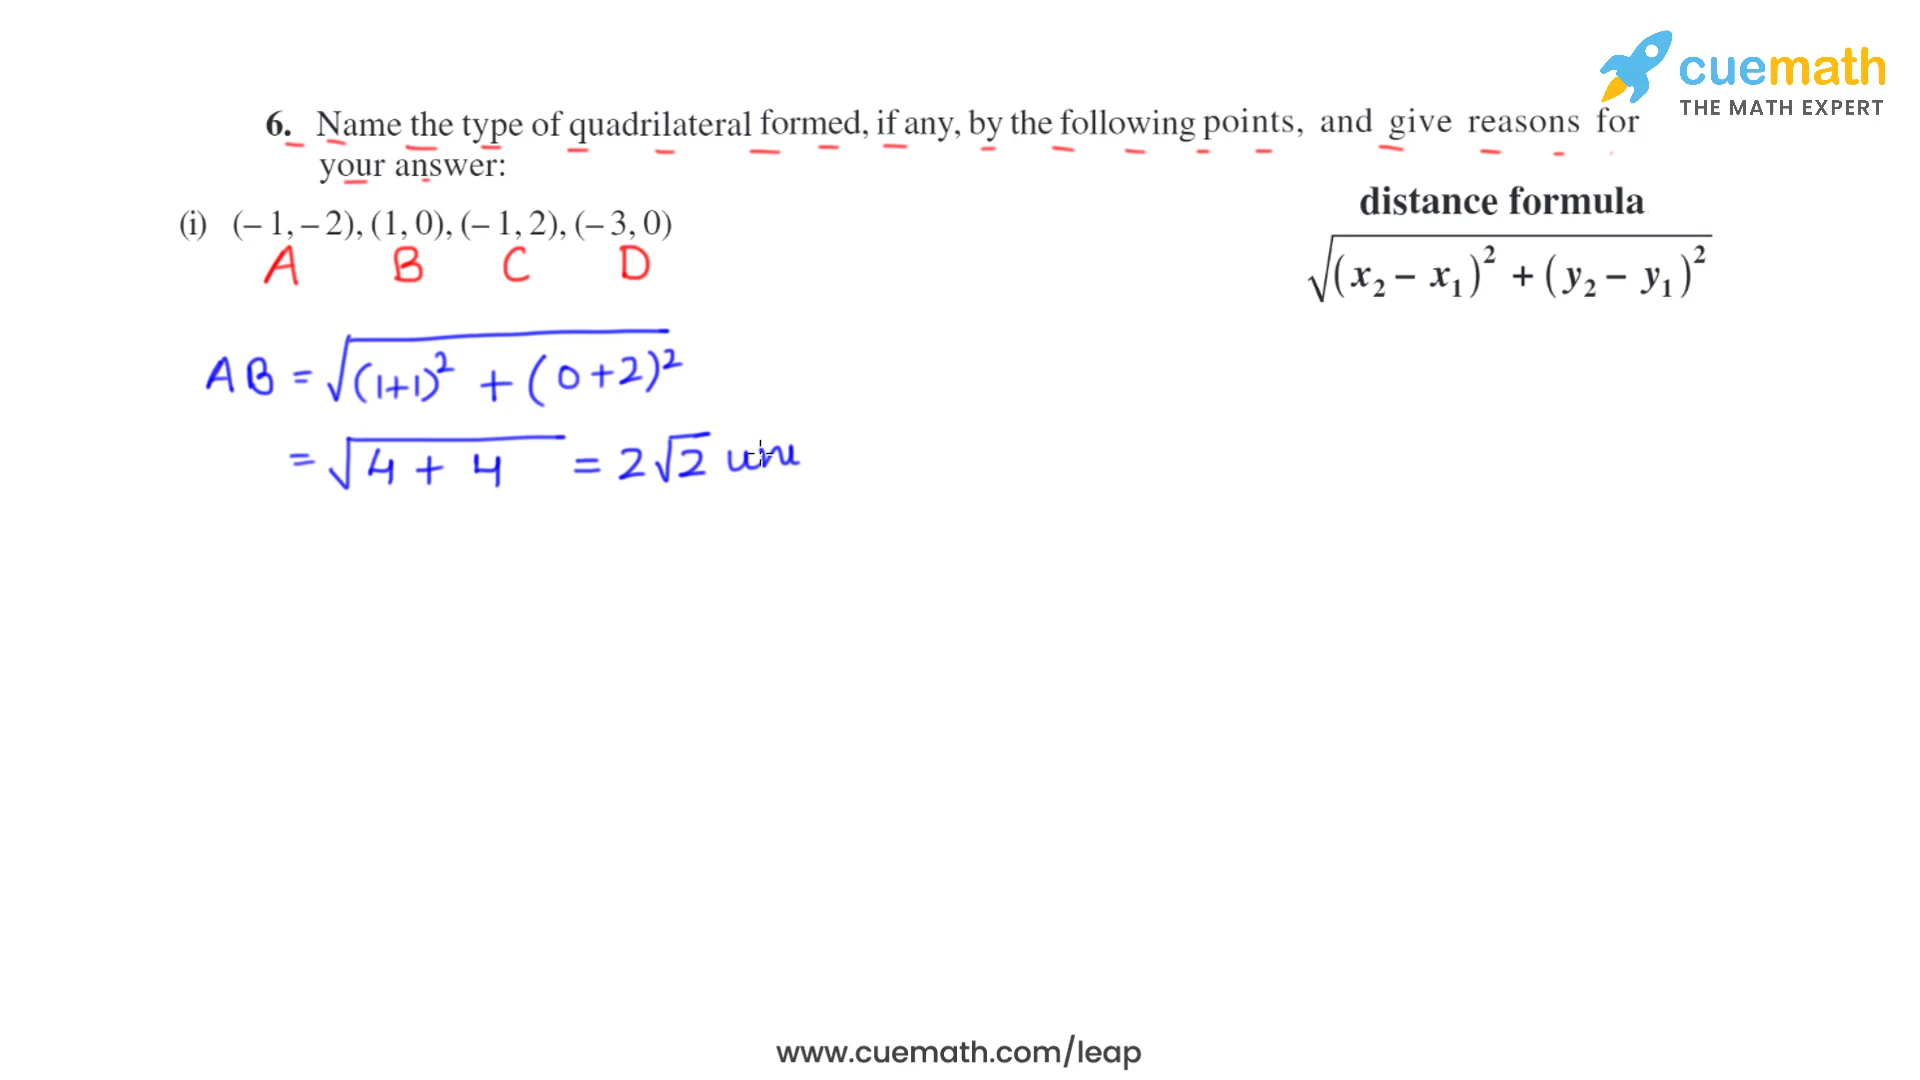 cuemath
THE MATH EXPERT
6. Name the type of quadrilateral formed, if any, by the following points, and give reasons for
your answer:
(i) (– 1, – 2), (1, 0), (– 1, 2), (– 3, 0)
A B C D
distance formula
√((x₂ – x₁)² + (y₂ – y₁)²)
AB = √((1+1)² + (0+2)²)
= √(4 + 4) = 2√2
www.cuemath.com/leap